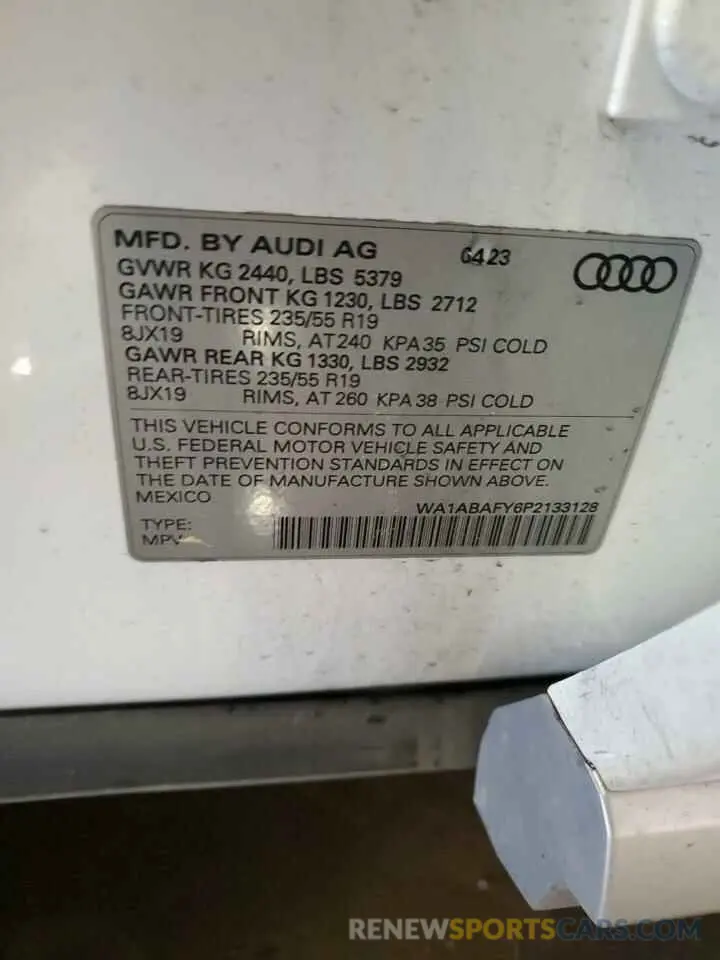 MFD. BY AUDI AG 04.23
GVWR KG 2440, LBS 5379
GAWR FRONT KG 1230, LBS 2712
FRONT-TIRES 235/55 R19
8JX19 RIMS, AT 240 KPA 35 PSI COLD
GAWR REAR KG 1330, LBS 2932
REAR-TIRES 235/55 R19
8JX19 RIMS, AT 260 KPA 38 PSI COLD
THIS VEHICLE CONFORMS TO ALL APPLICABLE
U.S. FEDERAL MOTOR VEHICLE SAFETY AND
THEFT PREVENTION STANDARDS IN EFFECT ON
THE DATE OF MANUFACTURE SHOWN ABOVE.
MEXICO
WA1ABAFY6P2133128
TYPE:
MPV
RENEWSPORTSCARS.COM